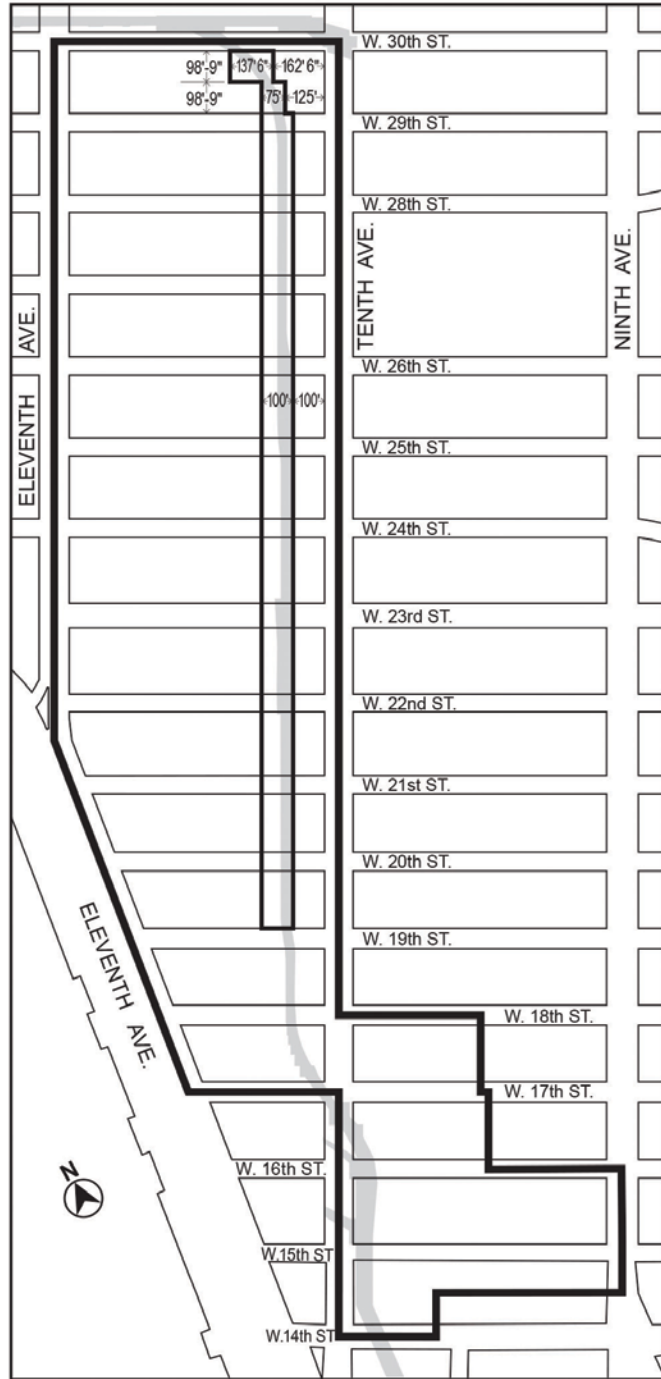 W. 30th ST.
98'-9"
137' 6"
162' 6"
98'-9"
75'
125'
W. 29th ST.
W. 28th ST.
ELEVENTH AVE.
TENTH AVE.
NINTH AVE.
W. 26th ST.
100'
100'
W. 25th ST.
W. 24th ST.
W. 23rd ST.
W. 22nd ST.
W. 21st ST.
W. 20th ST.
W. 19th ST.
ELEVENTH AVE.
W. 18th ST.
W. 17th ST.
W. 16th ST.
N
W.15th ST
W.14th ST